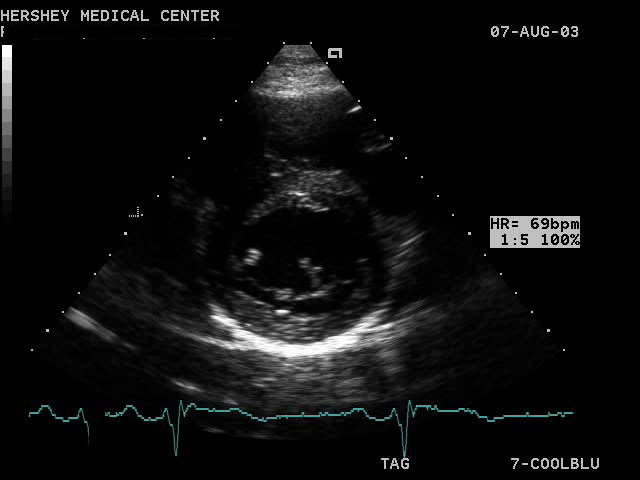 HERSHEY MEDICAL CENTER
07-AUG-03
HR= 69bpm
1:5 100%
TAG
7-COOLBLU